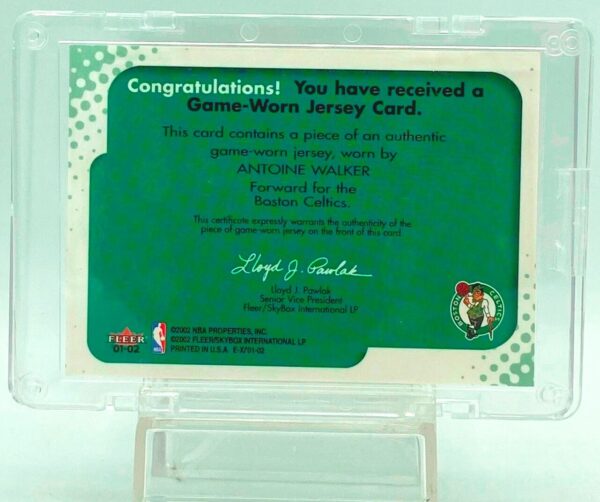 Congratulations! You have received a
Game-Worn Jersey Card.
This card contains a piece of an authentic
game-worn jersey, worn by
ANTOINE WALKER
Forward for the
Boston Celtics.
This certificate expressly warrants the authenticity of the
piece of game-worn jersey on the front of this card.
Lloyd J. Pawlak
Lloyd J. Pawlak
Senior Vice President
Fleer/SkyBox International LP
BOSTON CELTICS
FLEER
01-02
NBA
©2002 NBA PROPERTIES, INC.
©2002 FLEER/SKYBOX INTERNATIONAL LP
PRINTED IN U.S.A. E-X/'01-02